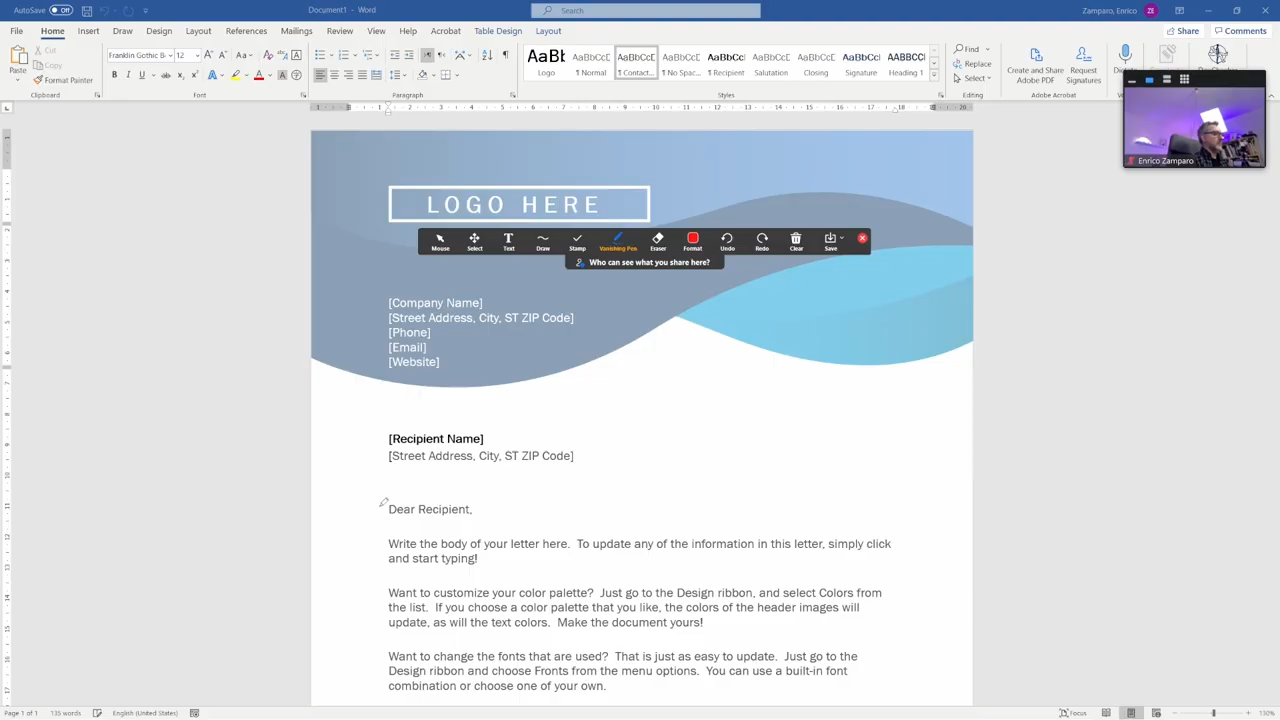 AutoSave Off
Document1 - Word
Search
Zamparo, Enrico ZE
File Home Insert Draw Design Layout References Mailings Review View Help Acrobat Table Design Layout
Share Comments
Paste
Cut
Copy
Format Painter
Clipboard
Franklin Gothic B 12
Font
Paragraph
AaBb AaBbCcD AaBbCcD AaBbCcD AaBbCcD AaBbCcD AaBbCcD AaBbCcI AABBCC
Logo ¶ Normal ¶ Contact... ¶ No Spac... ¶ Recipient Salutation Closing Signature Heading 1
Styles
Find
Replace
Select
Editing
Create and Share Adobe PDF
Request Signatures
Adobe Acrobat
Enrico Zamparo
LOGO HERE
Mouse Select Text Draw Stamp Vanishing Pen Eraser Format Undo Redo Clear Save
Who can see what you share here?
[Company Name]
[Street Address, City, ST ZIP Code]
[Phone]
[Email]
[Website]
[Recipient Name]
[Street Address, City, ST ZIP Code]
Dear Recipient,
Write the body of your letter here. To update any of the information in this letter, simply click
and start typing!
Want to customize your color palette? Just go to the Design ribbon, and select Colors from
the list. If you choose a color palette that you like, the colors of the header images will
update, as will the text colors. Make the document yours!
Want to change the fonts that are used? That is just as easy to update. Just go to the
Design ribbon and choose Fronts from the menu options. You can use a built-in font
combination or choose one of your own.
Page 1 of 1 135 words English (United States) Focus 130%